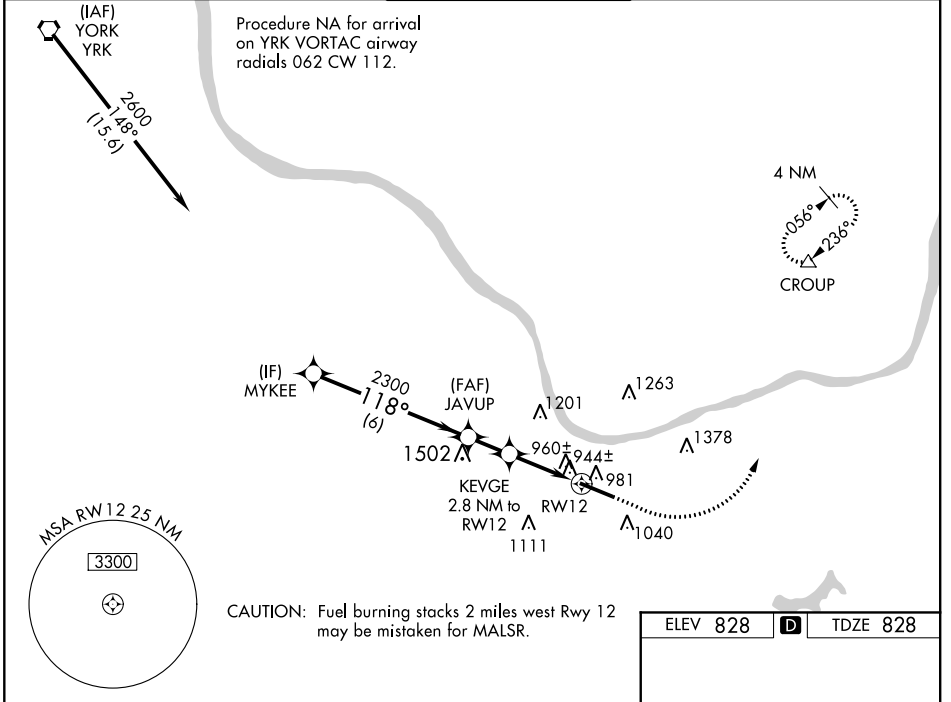 (IAF)
YORK
YRK
Procedure NA for arrival
on YRK VORTAC airway
radials 062 CW 112.
2600
148°
(15.6)
4 NM
056°
236°
CROUP
(IF)
MYKEE
2300
118°
(6)
(FAF)
JAVUP
1201
1263
1378
1502
960±
944±
981
KEVGE
2.8 NM to
RW12
RW12
1111
1040
MSA RW12 25 NM
3300
CAUTION: Fuel burning stacks 2 miles west Rwy 12
may be mistaken for MALSR.
ELEV 828 D TDZE 828